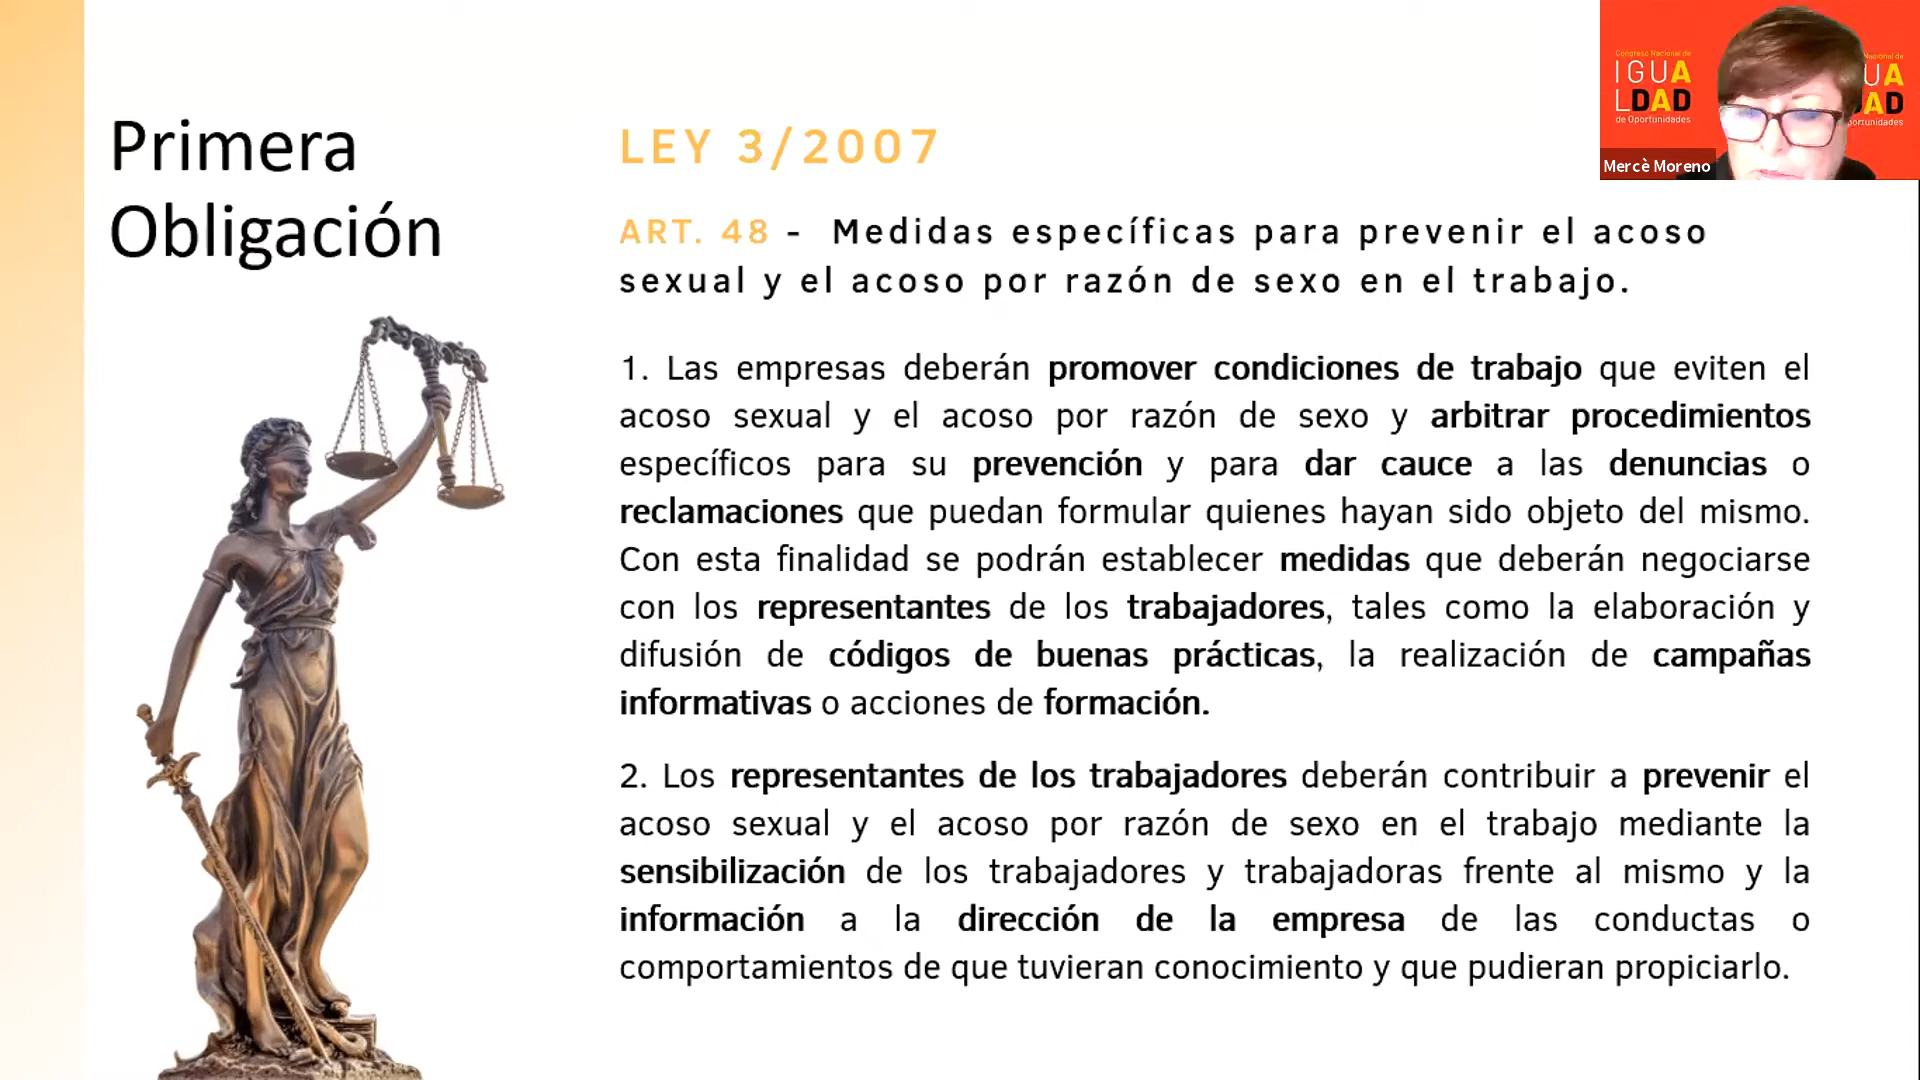 Primera
Obligación
LEY 3/2007
ART. 48 - Medidas específicas para prevenir el acoso
sexual y el acoso por razón de sexo en el trabajo.
1. Las empresas deberán promover condiciones de trabajo que eviten el
acoso sexual y el acoso por razón de sexo y arbitrar procedimientos
específicos para su prevención y para dar cauce a las denuncias o
reclamaciones que puedan formular quienes hayan sido objeto del mismo.
Con esta finalidad se podrán establecer medidas que deberán negociarse
con los representantes de los trabajadores, tales como la elaboración y
difusión de códigos de buenas prácticas, la realización de campañas
informativas o acciones de formación.
2. Los representantes de los trabajadores deberán contribuir a prevenir el
acoso sexual y el acoso por razón de sexo en el trabajo mediante la
sensibilización de los trabajadores y trabajadoras frente al mismo y la
información a la dirección de la empresa de las conductas o
comportamientos de que tuvieran conocimiento y que pudieran propiciarlo.
Congreso Nacional de
IGUA
LDAD
de Oportunidades
Nacional de
UA
AD
portunidades
Mercè Moreno